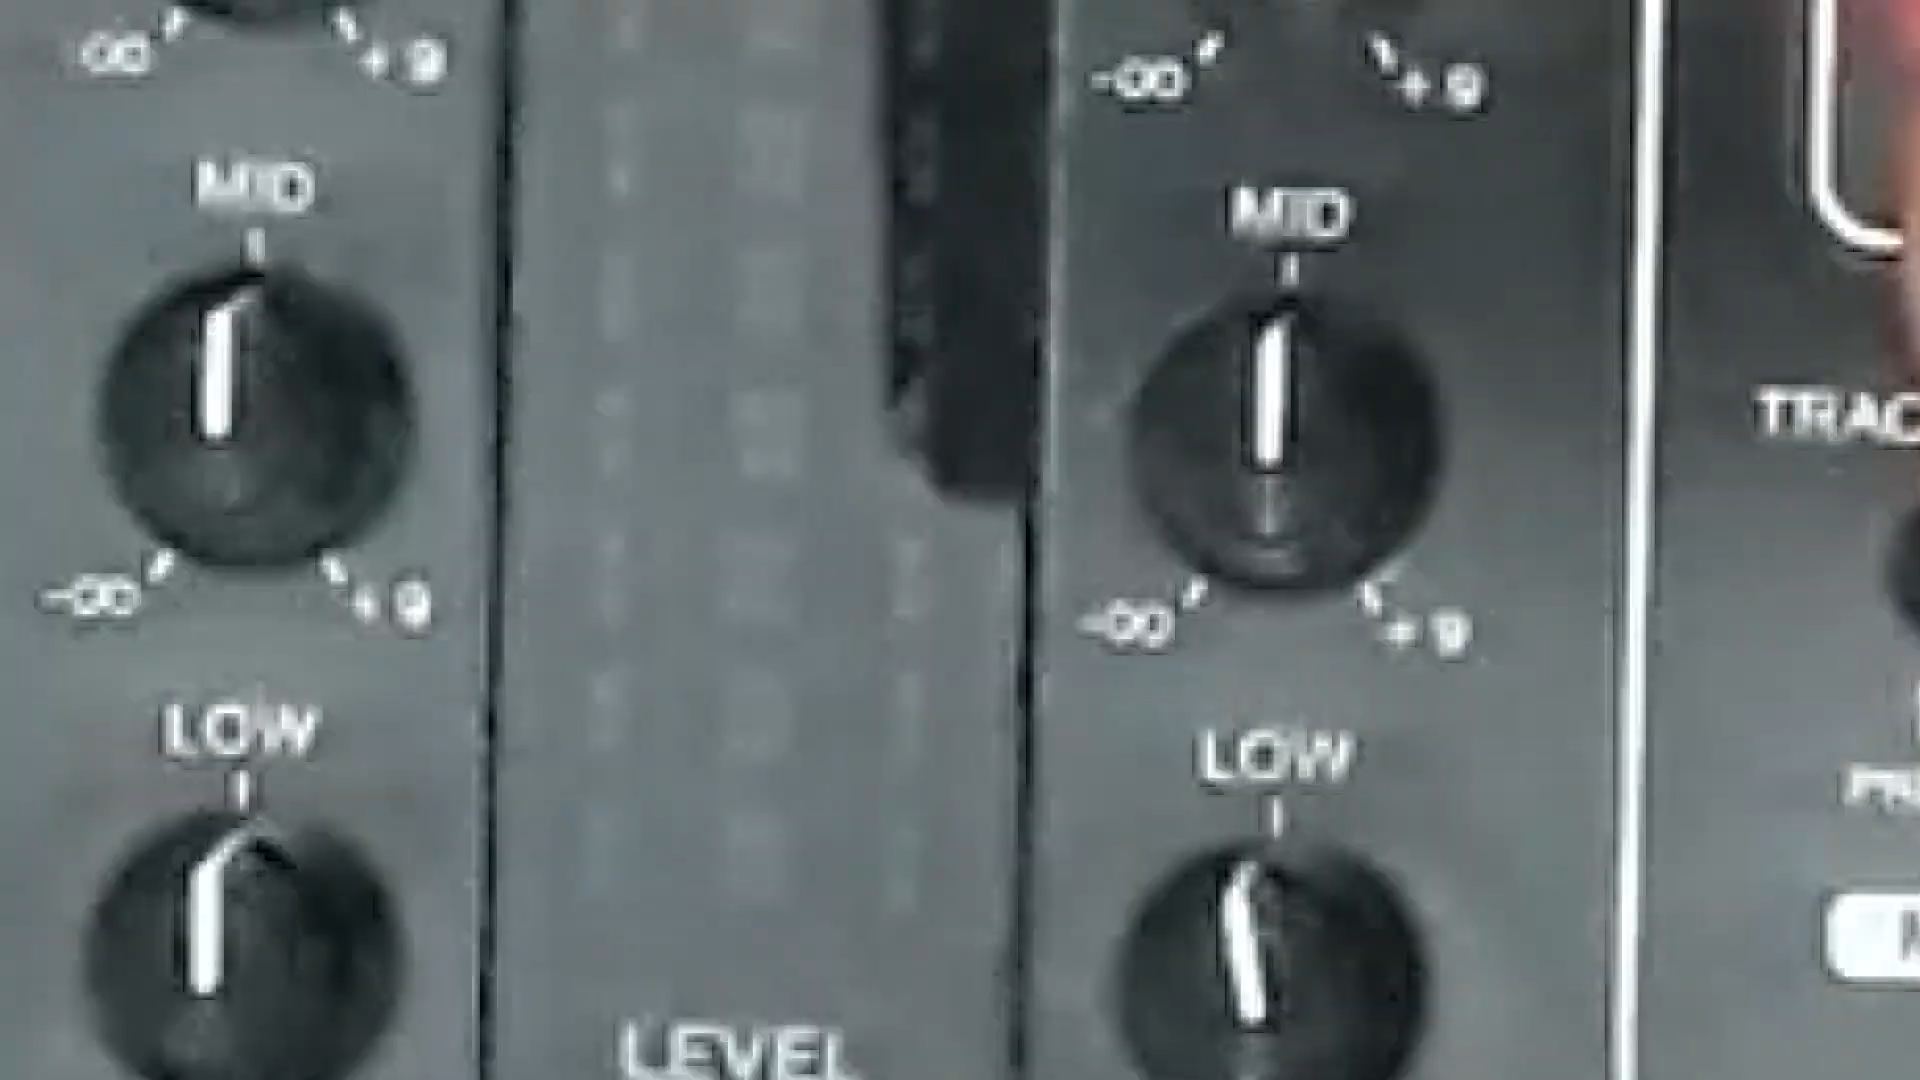 -∞ +9
-∞ +9
MID
MID
TRAC
-∞ +9
-∞ +9
LOW
LOW
LEVEL